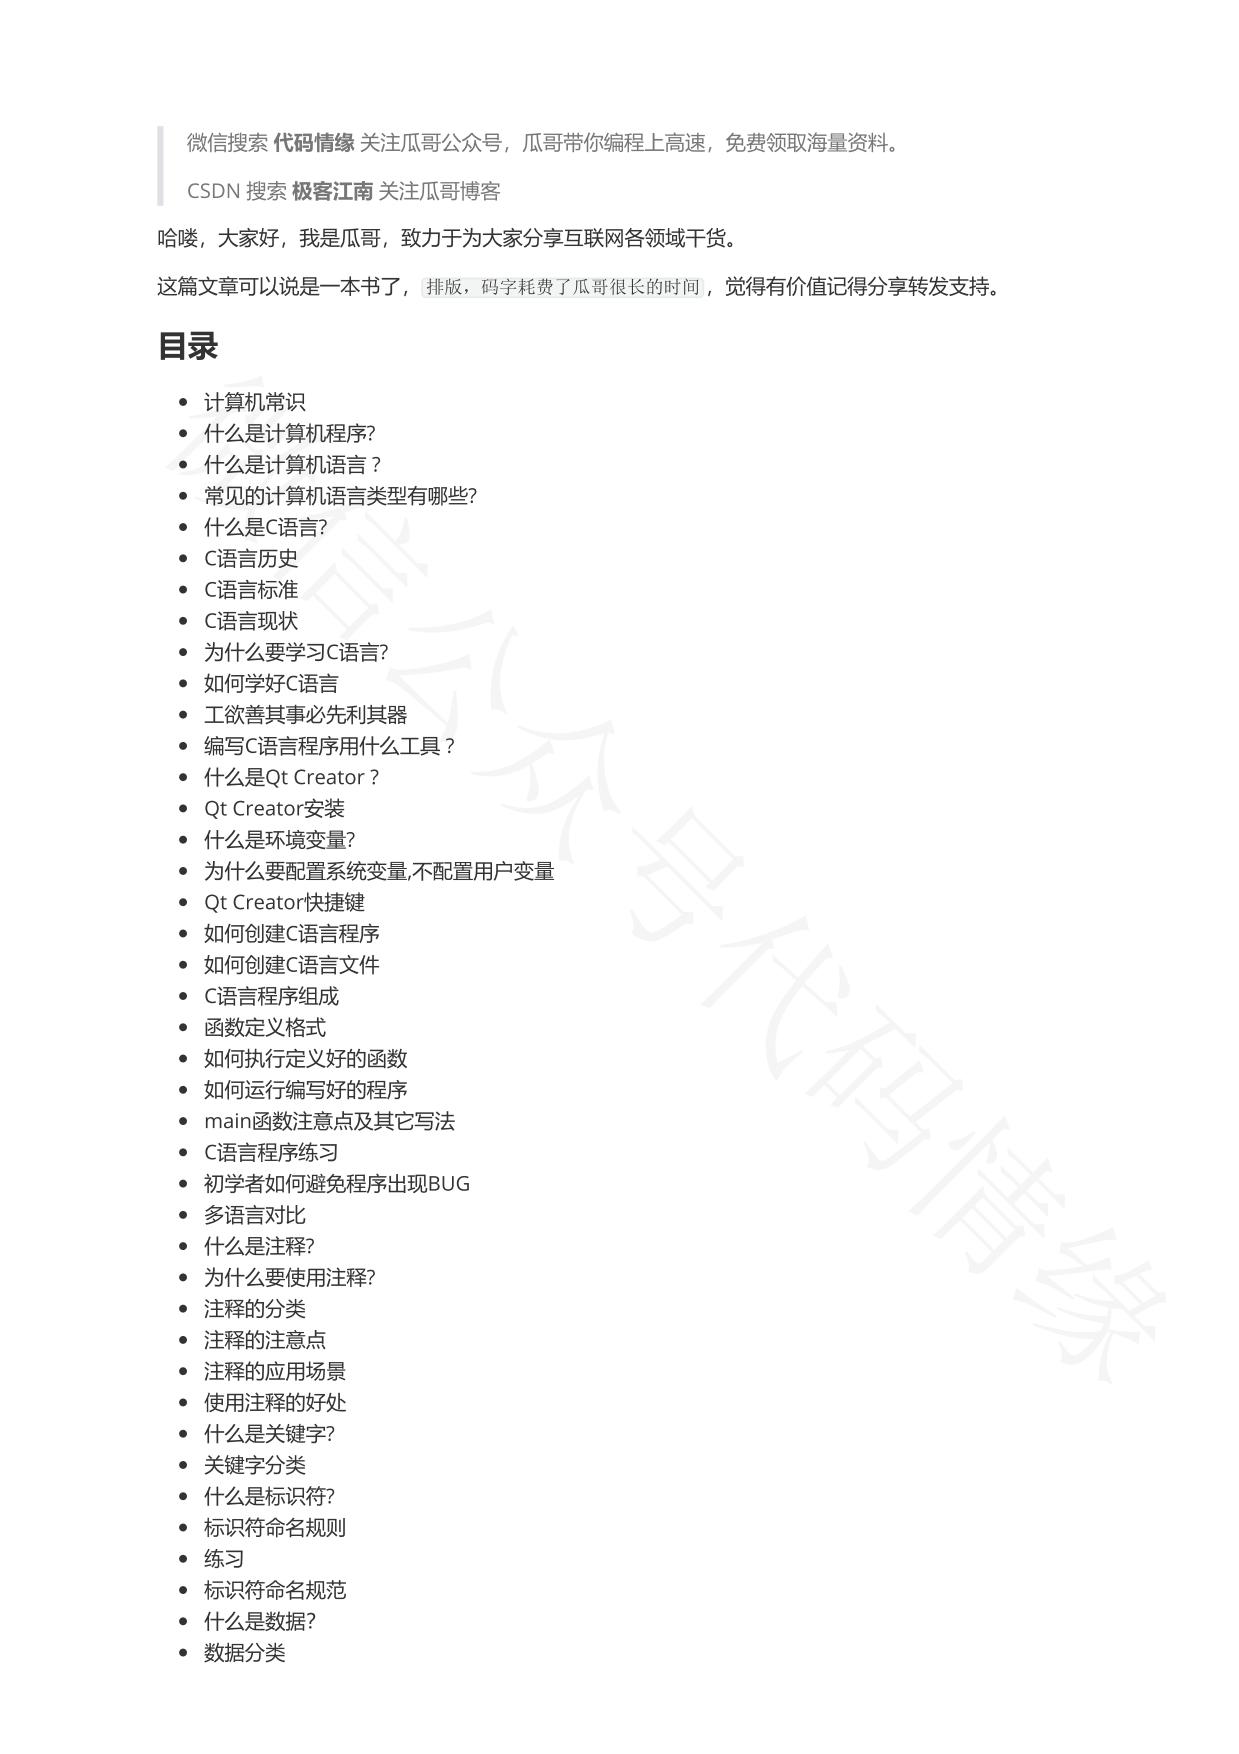 微信搜索 代码情缘 关注瓜哥公众号，瓜哥带你编程上高速，免费领取海量资料。
CSDN 搜索 极客江南 关注瓜哥博客
哈喽，大家好，我是瓜哥，致力于为大家分享互联网各领域干货。
这篇文章可以说是一本书了，排版，码字耗费了瓜哥很长的时间，觉得有价值记得分享转发支持。
目录
计算机常识
什么是计算机程序?
什么是计算机语言？
常见的计算机语言类型有哪些?
什么是C语言?
C语言历史
C语言标准
C语言现状
为什么要学习C语言?
如何学好C语言
工欲善其事必先利其器
编写C语言程序用什么工具？
什么是Qt Creator？
Qt Creator安装
什么是环境变量?
为什么要配置系统变量,不配置用户变量
Qt Creator快捷键
如何创建C语言程序
如何创建C语言文件
C语言程序组成
函数定义格式
如何执行定义好的函数
如何运行编写好的程序
main函数注意点及其它写法
C语言程序练习
初学者如何避免程序出现BUG
多语言对比
什么是注释?
为什么要使用注释?
注释的分类
注释的注意点
注释的应用场景
使用注释的好处
什么是关键字?
关键字分类
什么是标识符?
标识符命名规则
练习
标识符命名规范
什么是数据？
数据分类
微信公众号代码情缘